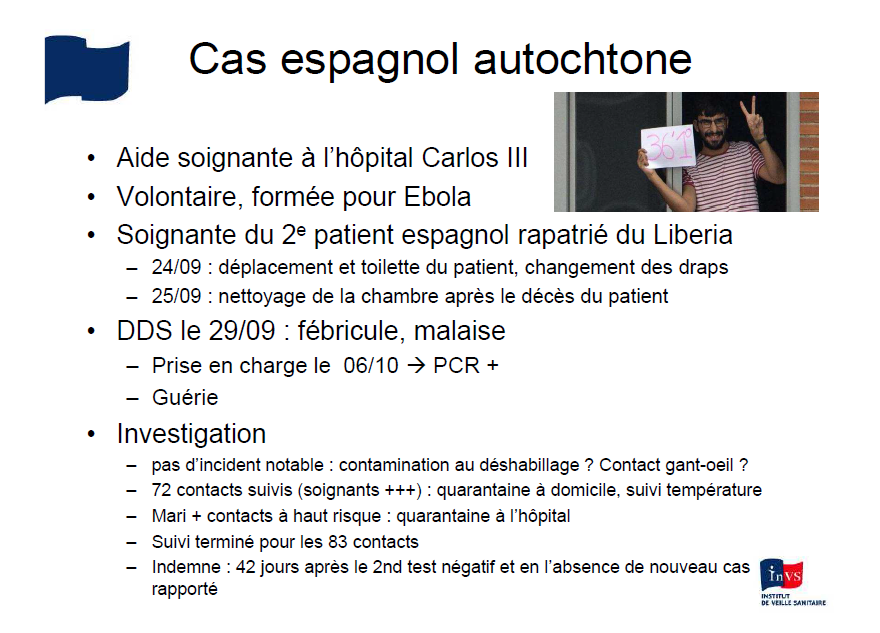 Cas espagnol autochtone
36'1º
• Aide soignante à l’hôpital Carlos III
• Volontaire, formée pour Ebola
• Soignante du 2e patient espagnol rapatrié du Liberia
– 24/09 : déplacement et toilette du patient, changement des draps
– 25/09 : nettoyage de la chambre après le décès du patient
• DDS le 29/09 : fébricule, malaise
– Prise en charge le 06/10 → PCR +
– Guérie
• Investigation
– pas d’incident notable : contamination au déshabillage ? Contact gant-oeil ?
– 72 contacts suivis (soignants +++) : quarantaine à domicile, suivi température
– Mari + contacts à haut risque : quarantaine à l’hôpital
– Suivi terminé pour les 83 contacts
– Indemne : 42 jours après le 2nd test négatif et en l’absence de nouveau cas
rapporté
InVS
INSTITUT
DE VEILLE SANITAIRE